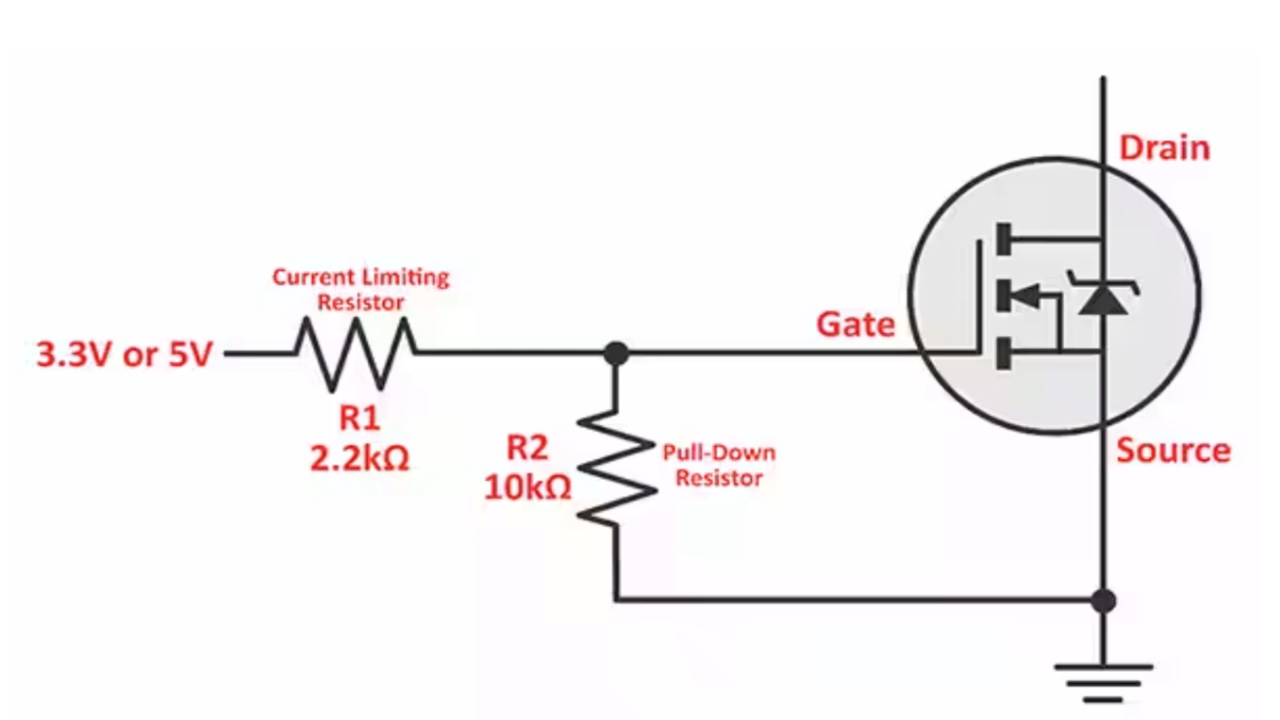 Drain
Current Limiting
Resistor
3.3V or 5V
Gate
R1
2.2kΩ
R2
10kΩ
Pull-Down
Resistor
Source